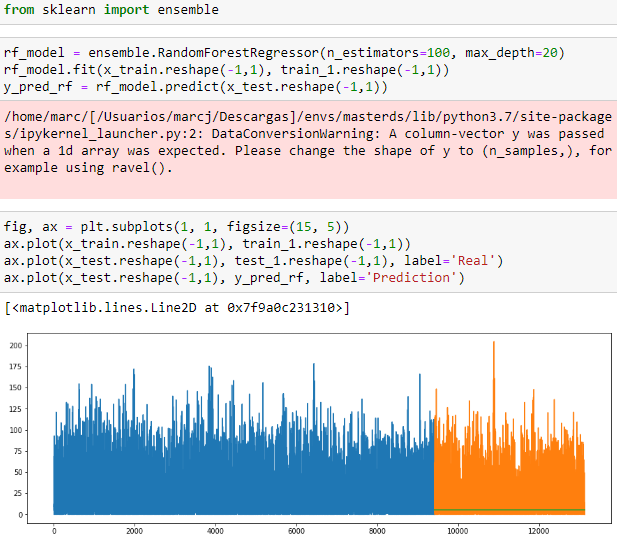 from sklearn import ensemble
rf_model = ensemble.RandomForestRegressor(n_estimators=100, max_depth=20)
rf_model.fit(x_train.reshape(-1,1), train_1.reshape(-1,1))
y_pred_rf = rf_model.predict(x_test.reshape(-1,1))
/home/marc/[/Usuarios/marcj/Descargas]/envs/masterds/lib/python3.7/site-package
s/ipykernel_launcher.py:2: DataConversionWarning: A column-vector y was passed
when a 1d array was expected. Please change the shape of y to (n_samples,), for
example using ravel().
fig, ax = plt.subplots(1, 1, figsize=(15, 5))
ax.plot(x_train.reshape(-1,1), train_1.reshape(-1,1))
ax.plot(x_test.reshape(-1,1), test_1.reshape(-1,1), label='Real')
ax.plot(x_test.reshape(-1,1), y_pred_rf, label='Prediction')
[<matplotlib.lines.Line2D at 0x7f9a0c231310>]
200
175
150
125
100
75
50
25
0
0 2000 4000 6000 8000 10000 12000